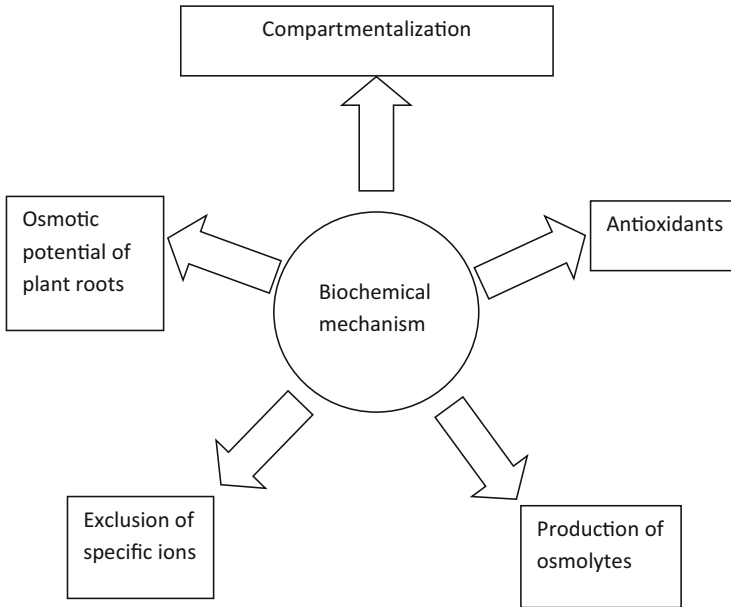 Compartmentalization
Osmotic
potential of
plant roots
Antioxidants
Biochemical
mechanism
Exclusion of
specific ions
Production of
osmolytes